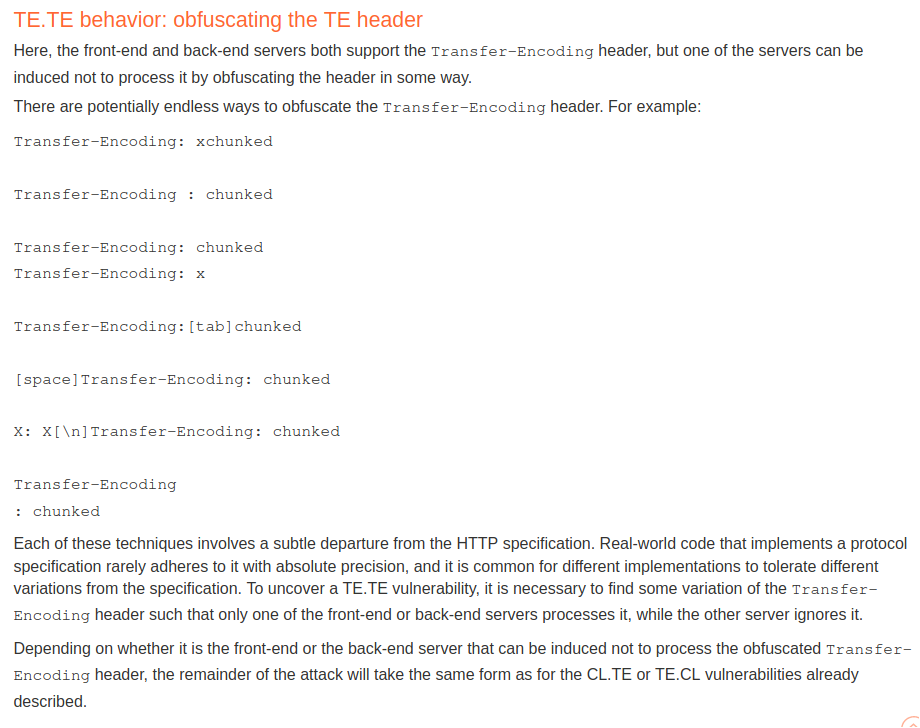 TE.TE behavior: obfuscating the TE header
Here, the front-end and back-end servers both support the Transfer-Encoding header, but one of the servers can be
induced not to process it by obfuscating the header in some way.
There are potentially endless ways to obfuscate the Transfer-Encoding header. For example:
Transfer-Encoding: xchunked
Transfer-Encoding : chunked
Transfer-Encoding: chunked
Transfer-Encoding: x
Transfer-Encoding:[tab]chunked
[space]Transfer-Encoding: chunked
X: X[\n]Transfer-Encoding: chunked
Transfer-Encoding
: chunked
Each of these techniques involves a subtle departure from the HTTP specification. Real-world code that implements a protocol
specification rarely adheres to it with absolute precision, and it is common for different implementations to tolerate different
variations from the specification. To uncover a TE.TE vulnerability, it is necessary to find some variation of the Transfer-
Encoding header such that only one of the front-end or back-end servers processes it, while the other server ignores it.
Depending on whether it is the front-end or the back-end server that can be induced not to process the obfuscated Transfer-
Encoding header, the remainder of the attack will take the same form as for the CL.TE or TE.CL vulnerabilities already
described.